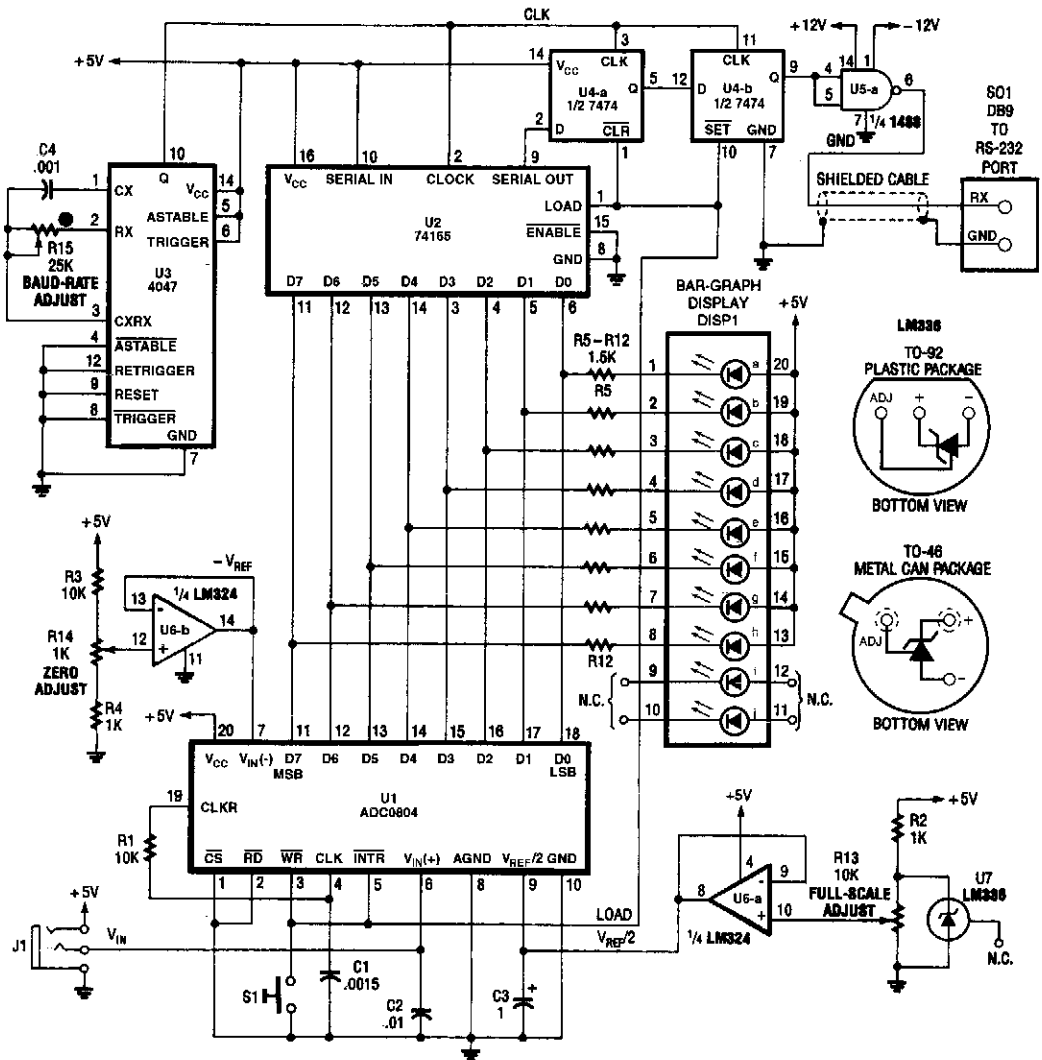 CLK
+12V
-12V
+5V
14
VCC
3
CLK
U4-a
1/2 7474
Q
5
2
D
CLR
1
12
D
11
CLK
U4-b
1/2 7474
Q
9
SET
GND
10
7
4
5
14
1
U5-a
6
7
1/4 1488
GND
SO1
DB9
TO
RS-232
PORT
SHIELDED CABLE
RX
GND
C4
.001
1
CX
10
Q
VCC
14
ASTABLE
5
TRIGGER
6
2
RX
R15
25K
BAUD-RATE
ADJUST
U3
4047
3
CXRX
4
ASTABLE
12
RETRIGGER
9
RESET
8
TRIGGER
GND
7
16
10
2
9
VCC
SERIAL IN
CLOCK
SERIAL OUT
U2
74165
LOAD
1
ENABLE
15
GND
8
D7
D6
D5
D4
D3
D2
D1
D0
11
12
13
14
3
4
5
6
BAR-GRAPH
DISPLAY
DISP1
+5V
R5-R12
1.5K
R5
R12
1
a
20
2
b
19
3
c
18
4
d
17
5
e
16
6
f
15
7
g
14
8
h
13
9
i
12
10
j
11
N.C.
N.C.
LM336
TO-92
PLASTIC PACKAGE
ADJ
+
-
BOTTOM VIEW
TO-46
METAL CAN PACKAGE
ADJ
+
-
BOTTOM VIEW
+5V
R3
10K
R14
1K
ZERO
ADJUST
R4
1K
-VREF
1/4 LM324
13
-
U6-b
14
12
+
11
+5V
20
7
11
12
13
14
15
16
17
18
VCC
VIN(-)
D7
MSB
D6
D5
D4
D3
D2
D1
D0
LSB
19
CLKR
U1
ADC0804
R1
10K
CS
RD
WR
CLK
INTR
VIN(+)
AGND
VREF/2
GND
1
2
3
4
5
6
8
9
10
+5V
J1
VIN
S1
C1
.0015
C2
.01
C3
1
+
LOAD
VREF/2
+5V
4
8
-
9
U6-a
+
10
1/4 LM324
R13
10K
FULL-SCALE
ADJUST
+5V
R2
1K
U7
LM336
N.C.